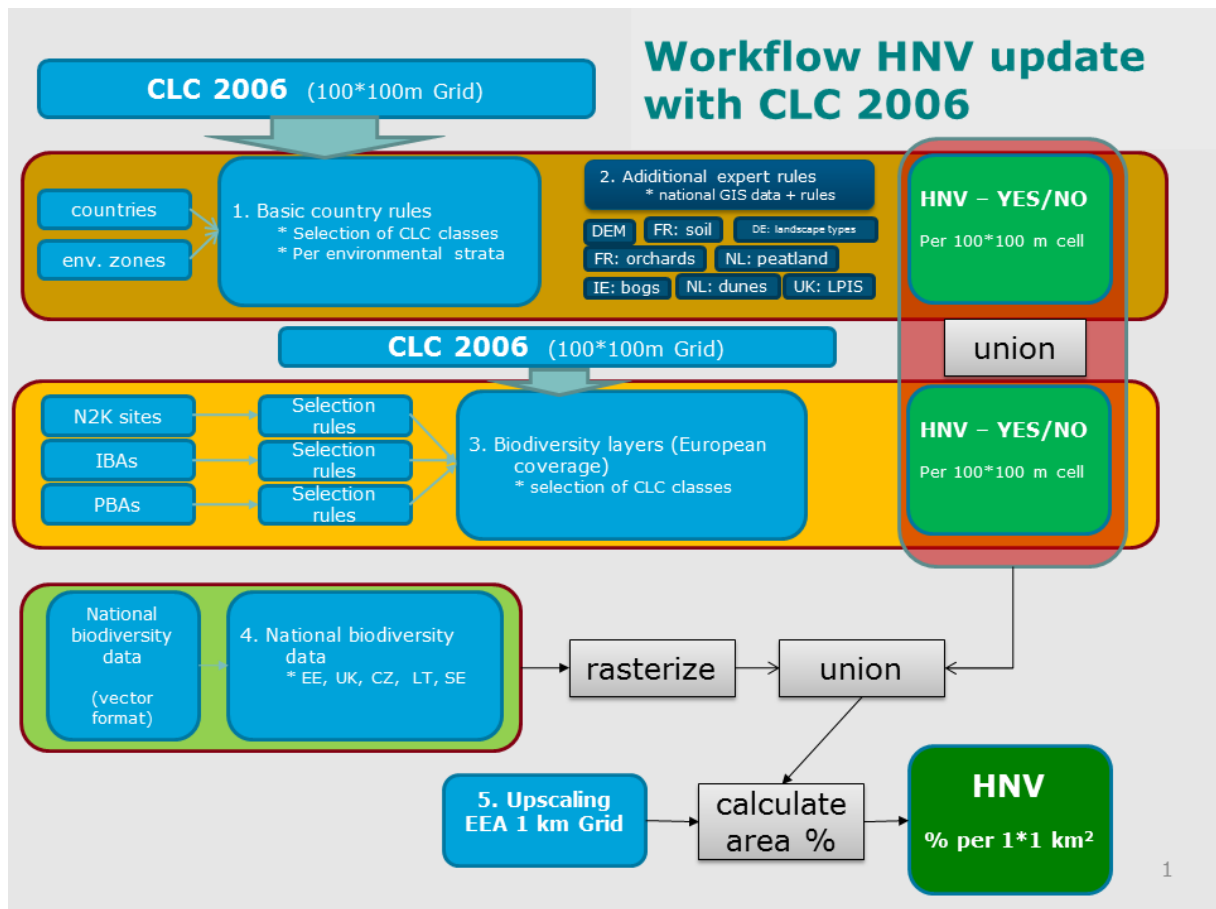 Workflow HNV update
with CLC 2006
CLC 2006 (100*100m Grid)
countries
env. zones
1. Basic country rules
* Selection of CLC classes
* Per environmental strata
2. Adiitional expert rules
* national GIS data + rules
DEM
FR: soil
DE: landscape types
FR: orchards
NL: peatland
IE: bogs
NL: dunes
UK: LPIS
HNV – YES/NO
Per 100*100 m cell
union
CLC 2006 (100*100m Grid)
N2K sites
IBAs
PBAs
Selection
rules
Selection
rules
Selection
rules
3. Biodiversity layers (European
coverage)
* selection of CLC classes
HNV – YES/NO
Per 100*100 m cell
National
biodiversity
data
(vector
format)
4. National biodiversity
data
* EE, UK, CZ, LT, SE
rasterize
union
5. Upscaling
EEA 1 km Grid
calculate
area %
HNV
% per 1*1 km²
1